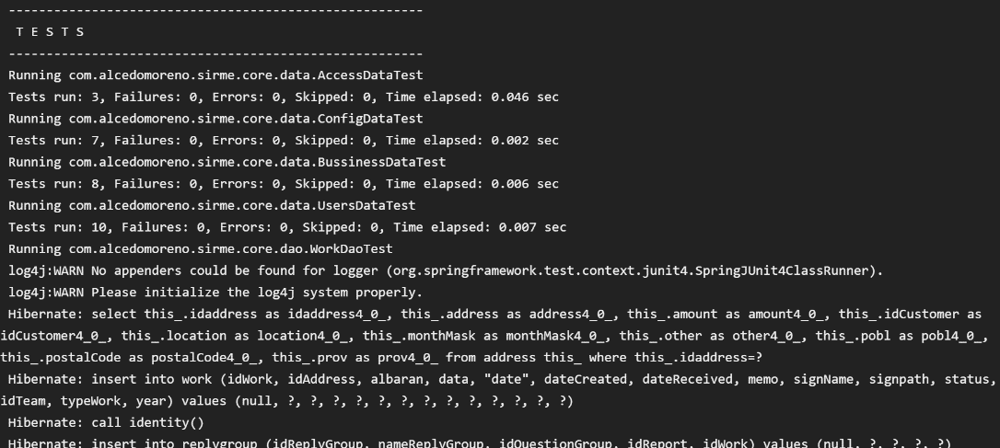 -------------------------------------------------------
T E S T S
-------------------------------------------------------
Running com.alcedomoreno.sirme.core.data.AccessDataTest
Tests run: 3, Failures: 0, Errors: 0, Skipped: 0, Time elapsed: 0.046 sec
Running com.alcedomoreno.sirme.core.data.ConfigDataTest
Tests run: 7, Failures: 0, Errors: 0, Skipped: 0, Time elapsed: 0.002 sec
Running com.alcedomoreno.sirme.core.data.BussinessDataTest
Tests run: 8, Failures: 0, Errors: 0, Skipped: 0, Time elapsed: 0.006 sec
Running com.alcedomoreno.sirme.core.data.UsersDataTest
Tests run: 10, Failures: 0, Errors: 0, Skipped: 0, Time elapsed: 0.007 sec
Running com.alcedomoreno.sirme.core.dao.WorkDaoTest
log4j:WARN No appenders could be found for logger (org.springframework.test.context.junit4.SpringJUnit4ClassRunner).
log4j:WARN Please initialize the log4j system properly.
Hibernate: select this_.idaddress as idaddress4_0_, this_.address as address4_0_, this_.amount as amount4_0_, this_.idCustomer as
idCustomer4_0_, this_.location as location4_0_, this_.monthMask as monthMask4_0_, this_.other as other4_0_, this_.pobl as pobl4_0_,
this_.postalCode as postalCode4_0_, this_.prov as prov4_0_ from address this_ where this_.idaddress=?
Hibernate: insert into work (idWork, idAddress, albaran, data, "date", dateCreated, dateReceived, memo, signName, signpath, status,
idTeam, typeWork, year) values (null, ?, ?, ?, ?, ?, ?, ?, ?, ?, ?, ?, ?, ?)
Hibernate: call identity()
Hibernate: insert into replygroup (idReplyGroup, nameReplyGroup, idQuestionGroup, idReport, idWork) values (null, ?, ?, ?, ?)